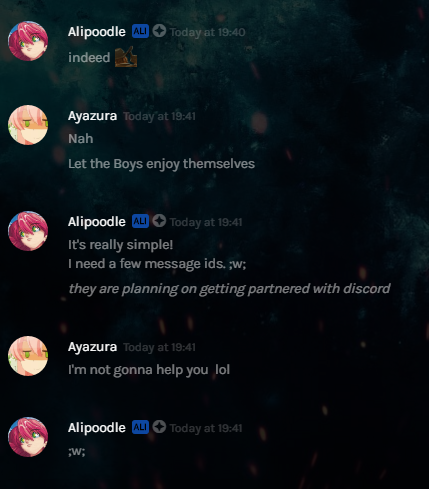 Alipoodle ALI Today at 19:40
indeed
Ayazura Today at 19:41
Nah
Let the Boys enjoy themselves
Alipoodle ALI Today at 19:41
It's really simple!
I need a few message ids. ;w;
they are planning on getting partnered with discord
Ayazura Today at 19:41
I'm not gonna help you lol
Alipoodle ALI Today at 19:41
;w;